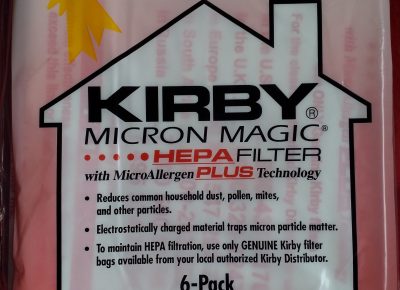 KIRBY®
MICRON MAGIC®
HEPA FILTER
with MicroAllergen PLUS Technology
• Reduces common household dust, pollen, mites,
and other particles.
• Electrostatically charged material traps micron particle matter.
• To maintain HEPA filtration, use only GENUINE Kirby filter
bags available from your local authorized Kirby Distributor.
6-Pack